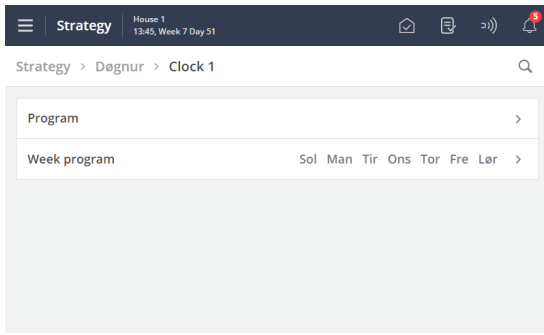 Strategy
House 1
13:45, Week 7 Day 51
5
Strategy > Døgnur > Clock 1
Program
Week program Sol Man Tir Ons Tor Fre Lør